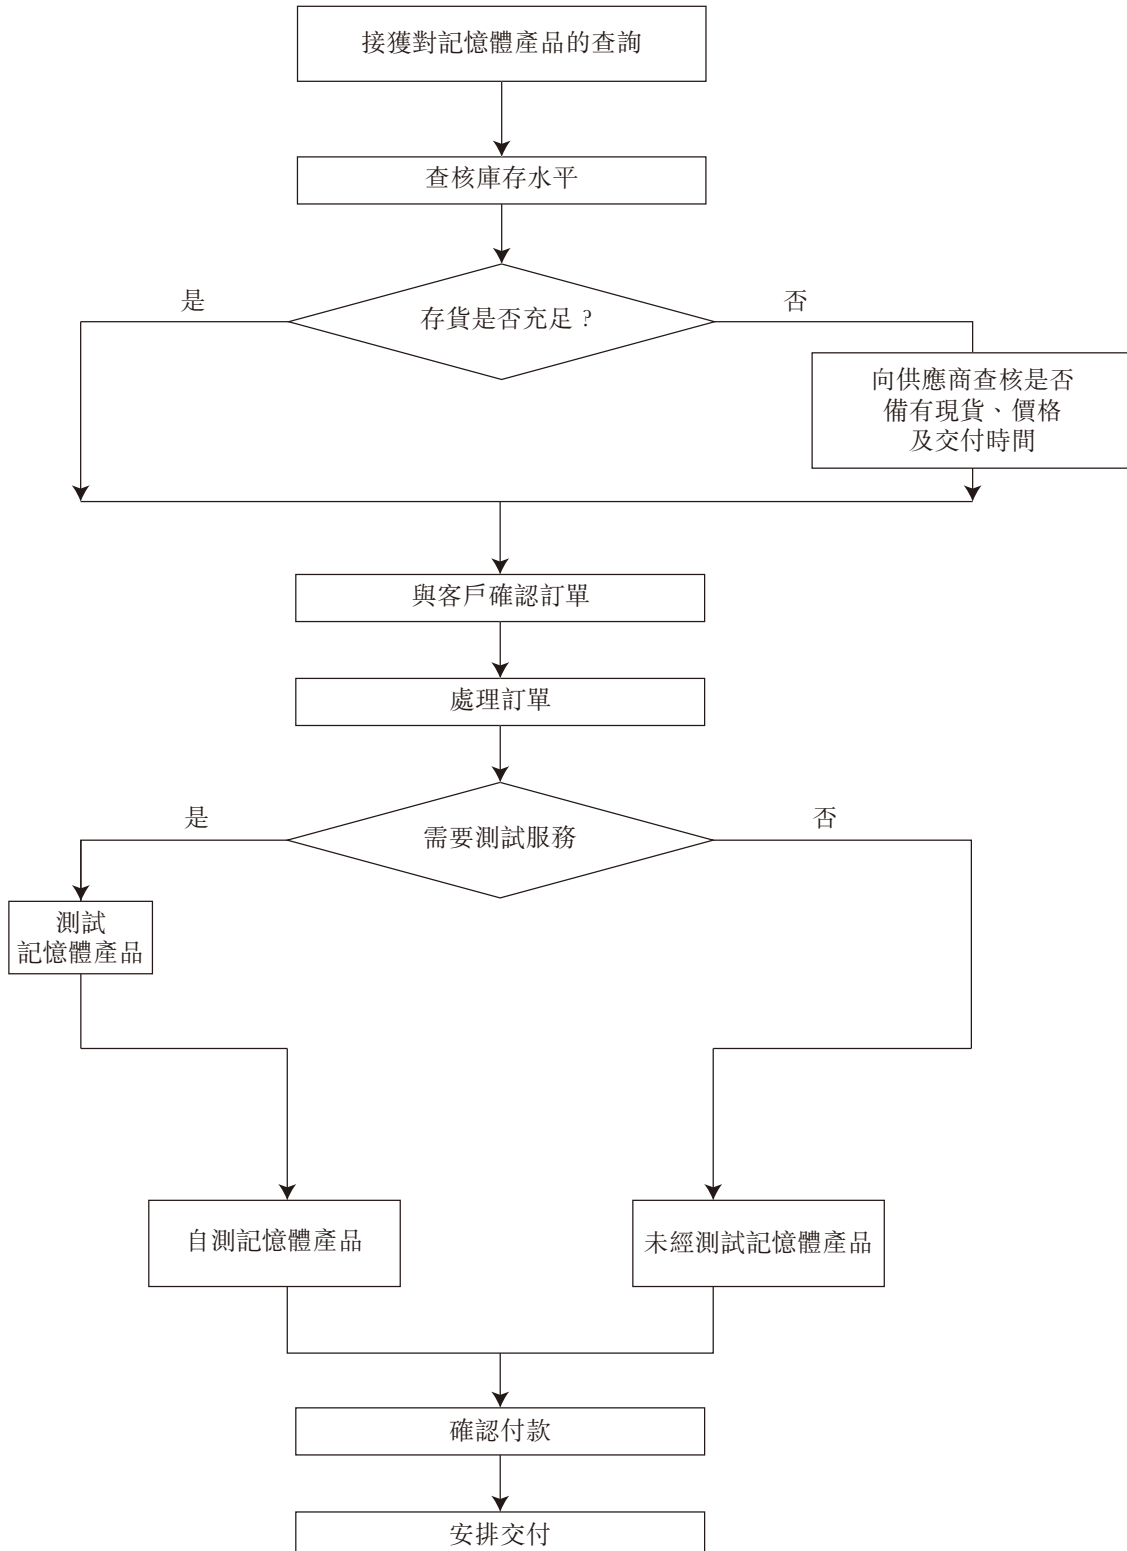 接獲對記憶體產品的查詢
查核庫存水平
存貨是否充足？
是
否
向供應商查核是否
備有現貨、價格
及交付時間
與客戶確認訂單
處理訂單
需要測試服務
是
否
測試
記憶體產品
自測記憶體產品
未經測試記憶體產品
確認付款
安排交付